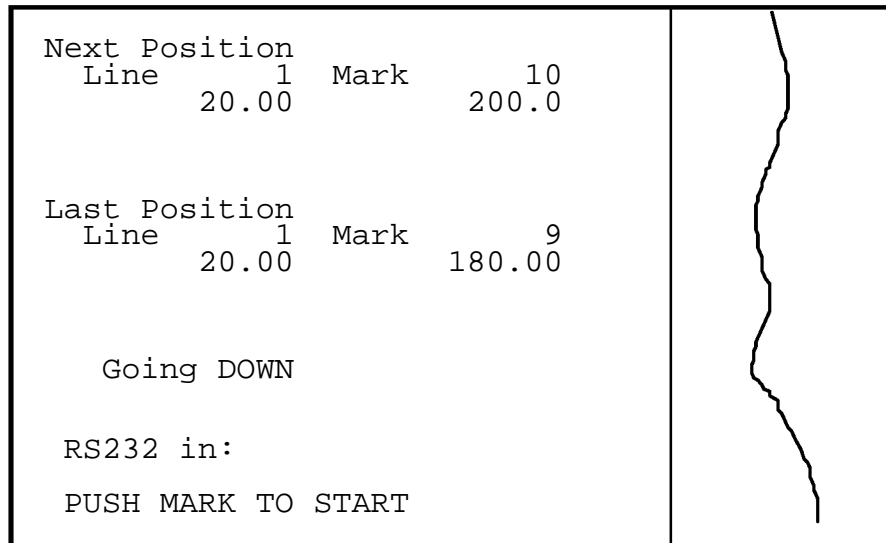 Next Position
Line 1 Mark 10
20.00 200.0
Last Position
Line 1 Mark 9
20.00 180.00
Going DOWN
RS232 in:
PUSH MARK TO START